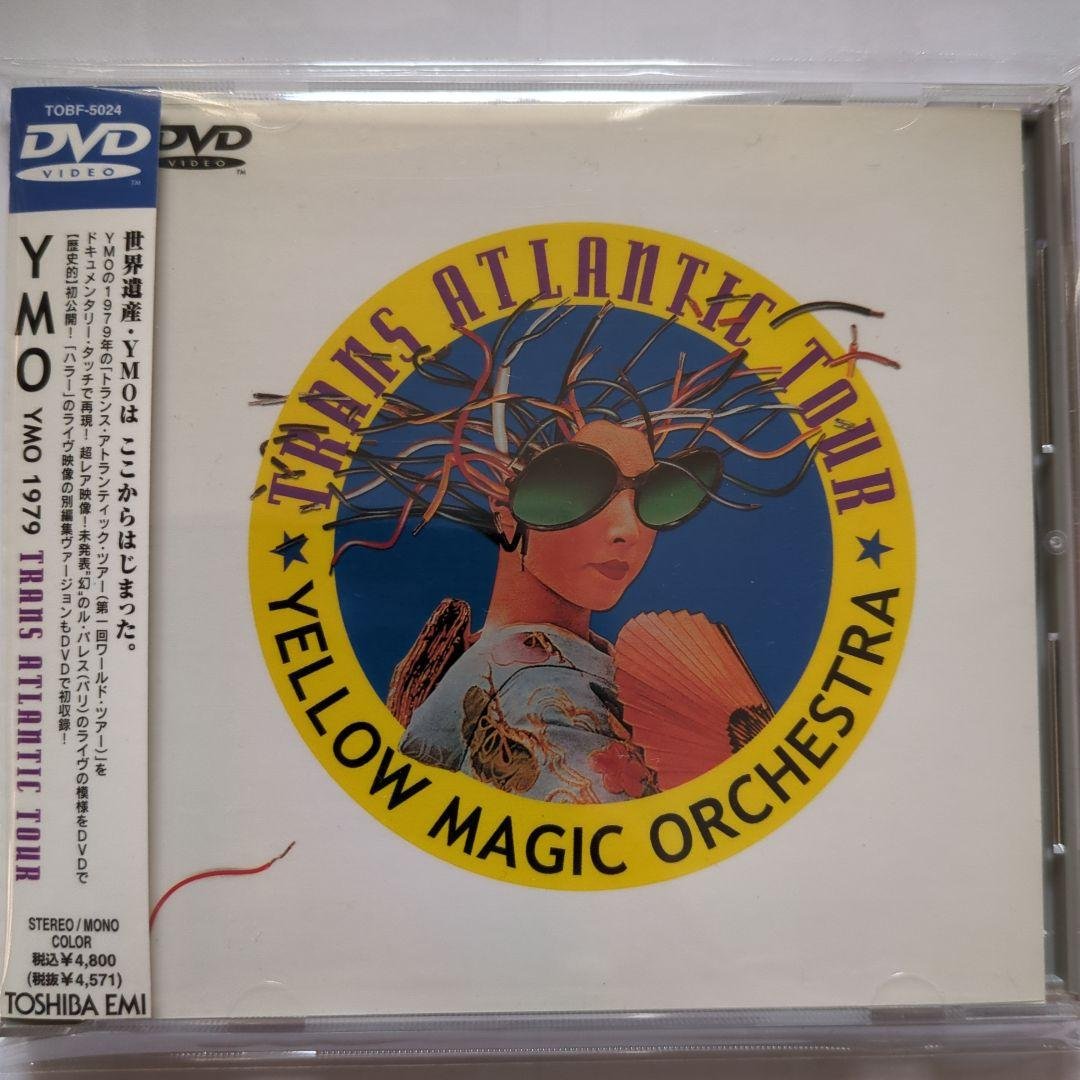 TOBF-5024
DVD
VIDEO
TM
世界遺産・YMOは ここからはじまった。
YMOの1979年の「トランス・アトランティック・ツアー(第一回ワールド・ツアー)」を
ドキュメンタリー・タッチで再現!超レア映像!未発表"幻"のル・パレス(パリ)のライヴの模様をDVDで
【歴史的】初公開!「ハラー」のライヴ映像の別編集ヴァージョンもDVDで初収録!
YMO YMO 1979 TRANS ATLANTIC TOUR
STEREO/MONO
COLOR
税込¥4,800
(税抜¥4,571)
TOSHIBA EMI
DVD
VIDEO
TM
TRANS ATLANTIC TOUR
★ YELLOW MAGIC ORCHESTRA ★